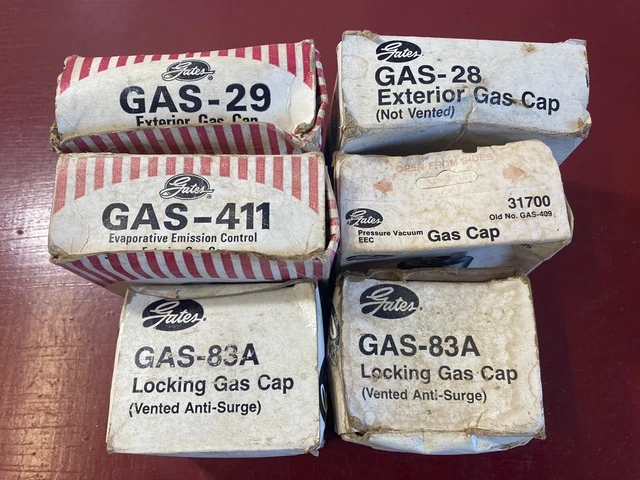 Gates
GAS-29
Exterior Gas Cap
Gates
GAS-28
Exterior Gas Cap
(Not Vented)
Gates
GAS-411
Evaporative Emission Control
OPEN FROM SIDES
Gates
31700
Old No. GAS-409
Pressure Vacuum
EEC
Gas Cap
Gates
GAS-83A
Locking Gas Cap
(Vented Anti-Surge)
Gates
GAS-83A
Locking Gas Cap
(Vented Anti-Surge)